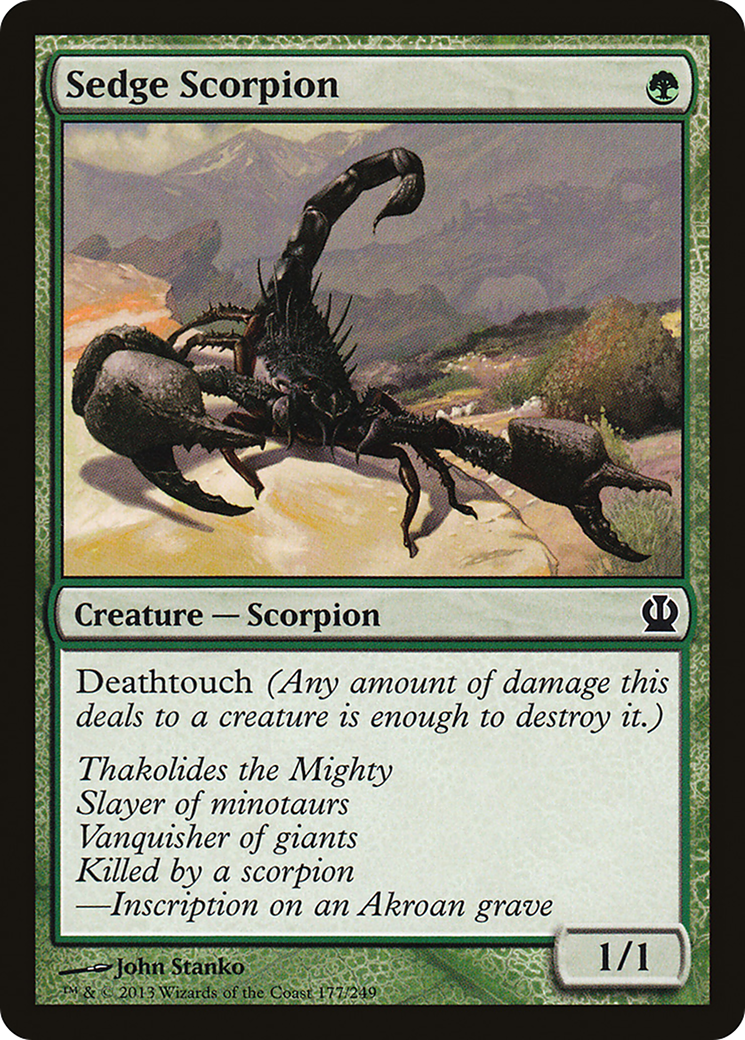 Sedge Scorpion
Creature — Scorpion
Deathtouch (Any amount of damage this
deals to a creature is enough to destroy it.)
Thakolides the Mighty
Slayer of minotaurs
Vanquisher of giants
Killed by a scorpion
—Inscription on an Akroan grave
1/1
John Stanko
™ & © 2013 Wizards of the Coast 177/249